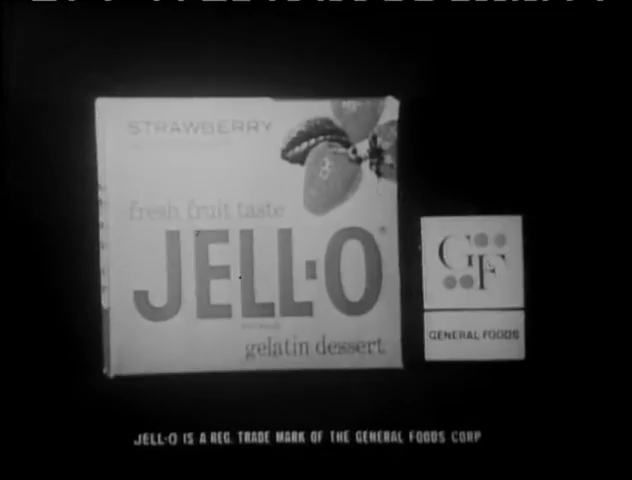 STRAWBERRY
fresh fruit taste
JELL-O
gelatin dessert
G
F
GENERAL FOODS
JELL-O IS A REG. TRADE MARK OF THE GENERAL FOODS CORP